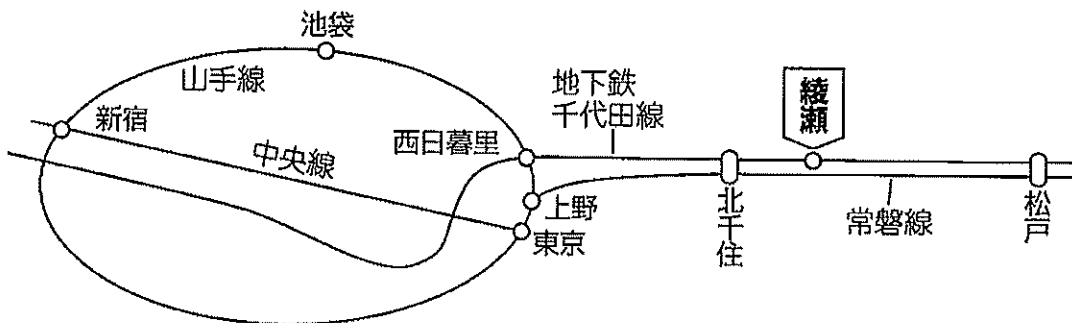 池袋
山手線
新宿
中央線
西日暮里
上野
東京
地下鉄
千代田線
綾瀬
北千住
常磐線
松戸